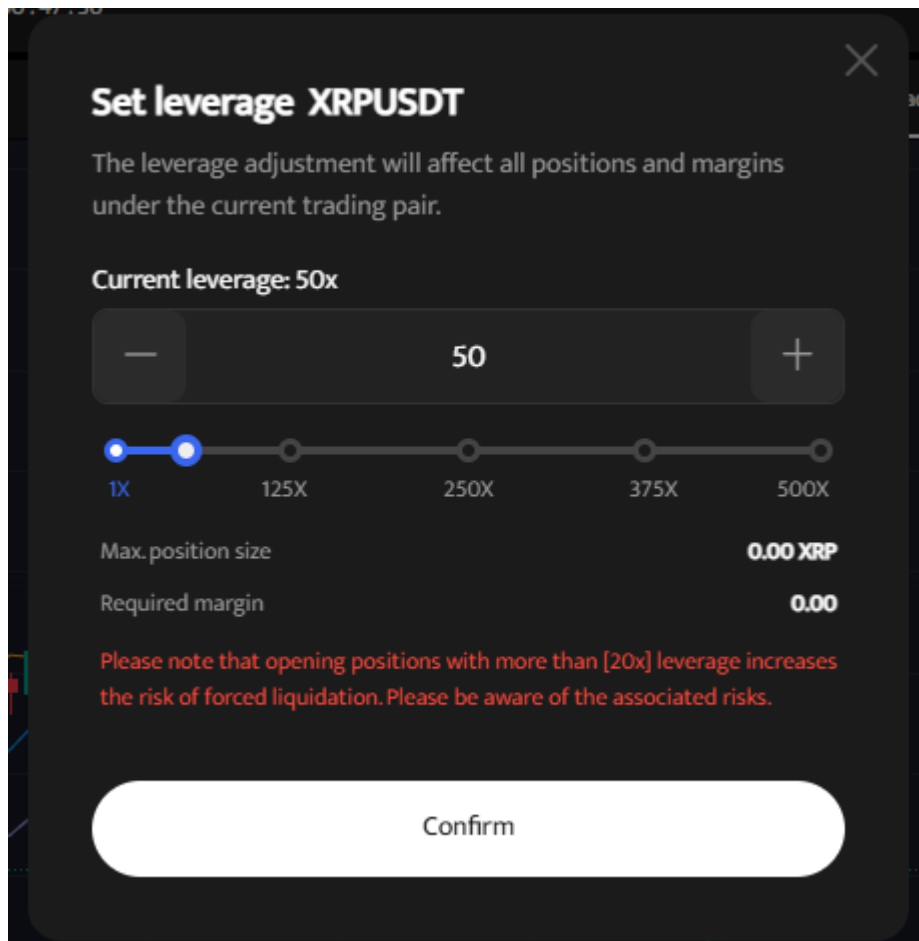 Set leverage XRPUSDT
The leverage adjustment will affect all positions and margins
under the current trading pair.
Current leverage: 50x
50
1X 125X 250X 375X 500X
Max. position size 0.00 XRP
Required margin 0.00
Please note that opening positions with more than [20x] leverage increases
the risk of forced liquidation. Please be aware of the associated risks.
Confirm